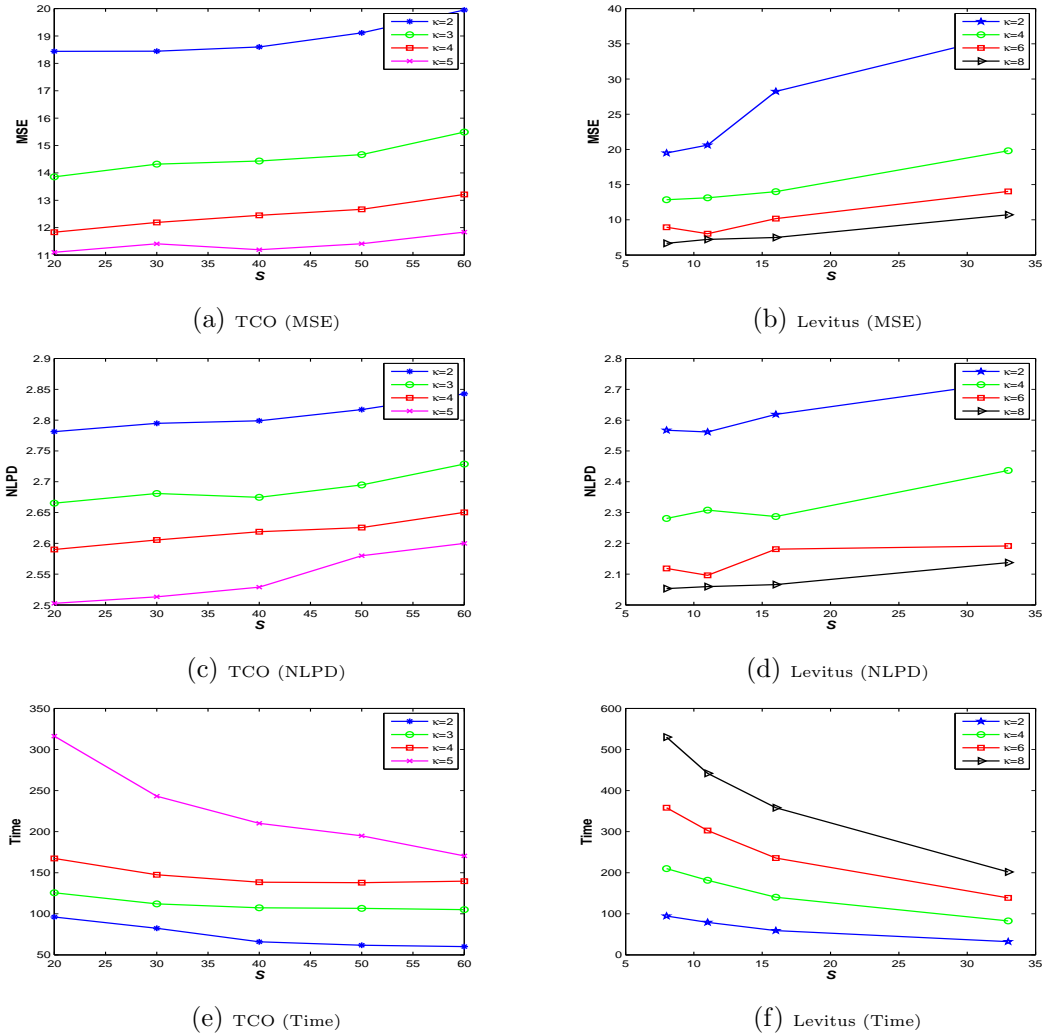 20
19
18
17
16
15
14
13
12
11
MSE
20 25 30 35 40 45 50 55 60
S
κ=2
κ=3
κ=4
κ=5
(a) TCO (MSE)
40
35
30
25
20
15
10
5
MSE
5 10 15 20 25 30 35
S
κ=2
κ=4
κ=6
κ=8
(b) Levitus (MSE)
2.9
2.85
2.8
2.75
2.7
2.65
2.6
2.55
2.5
NLPD
20 25 30 35 40 45 50 55 60
S
κ=2
κ=3
κ=4
κ=5
(c) TCO (NLPD)
2.8
2.7
2.6
2.5
2.4
2.3
2.2
2.1
2
NLPD
5 10 15 20 25 30 35
S
κ=2
κ=4
κ=6
κ=8
(d) Levitus (NLPD)
350
300
250
200
150
100
50
Time
20 25 30 35 40 45 50 55 60
S
κ=2
κ=3
κ=4
κ=5
(e) TCO (Time)
600
500
400
300
200
100
0
Time
5 10 15 20 25 30 35
S
κ=2
κ=4
κ=6
κ=8
(f) Levitus (Time)